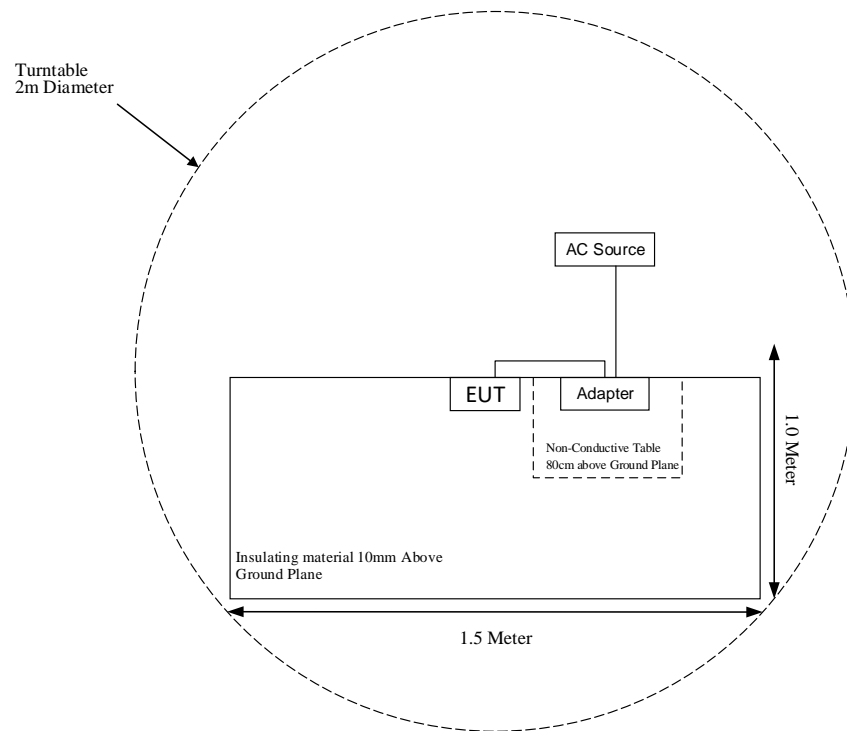 Turntable
2m Diameter
AC Source
EUT
Adapter
Non-Conductive Table
80cm above Ground Plane
1.0 Meter
Insulating material 10mm Above
Ground Plane
1.5 Meter